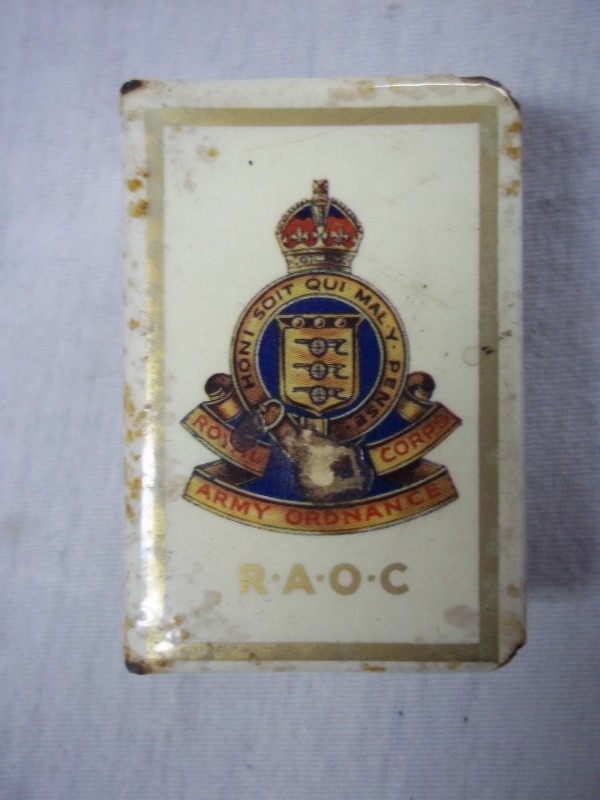 HONI SOIT QUI MAL·Y·PENSE
ROYAL CORPS
ARMY ORDNANCE
R·A·O·C